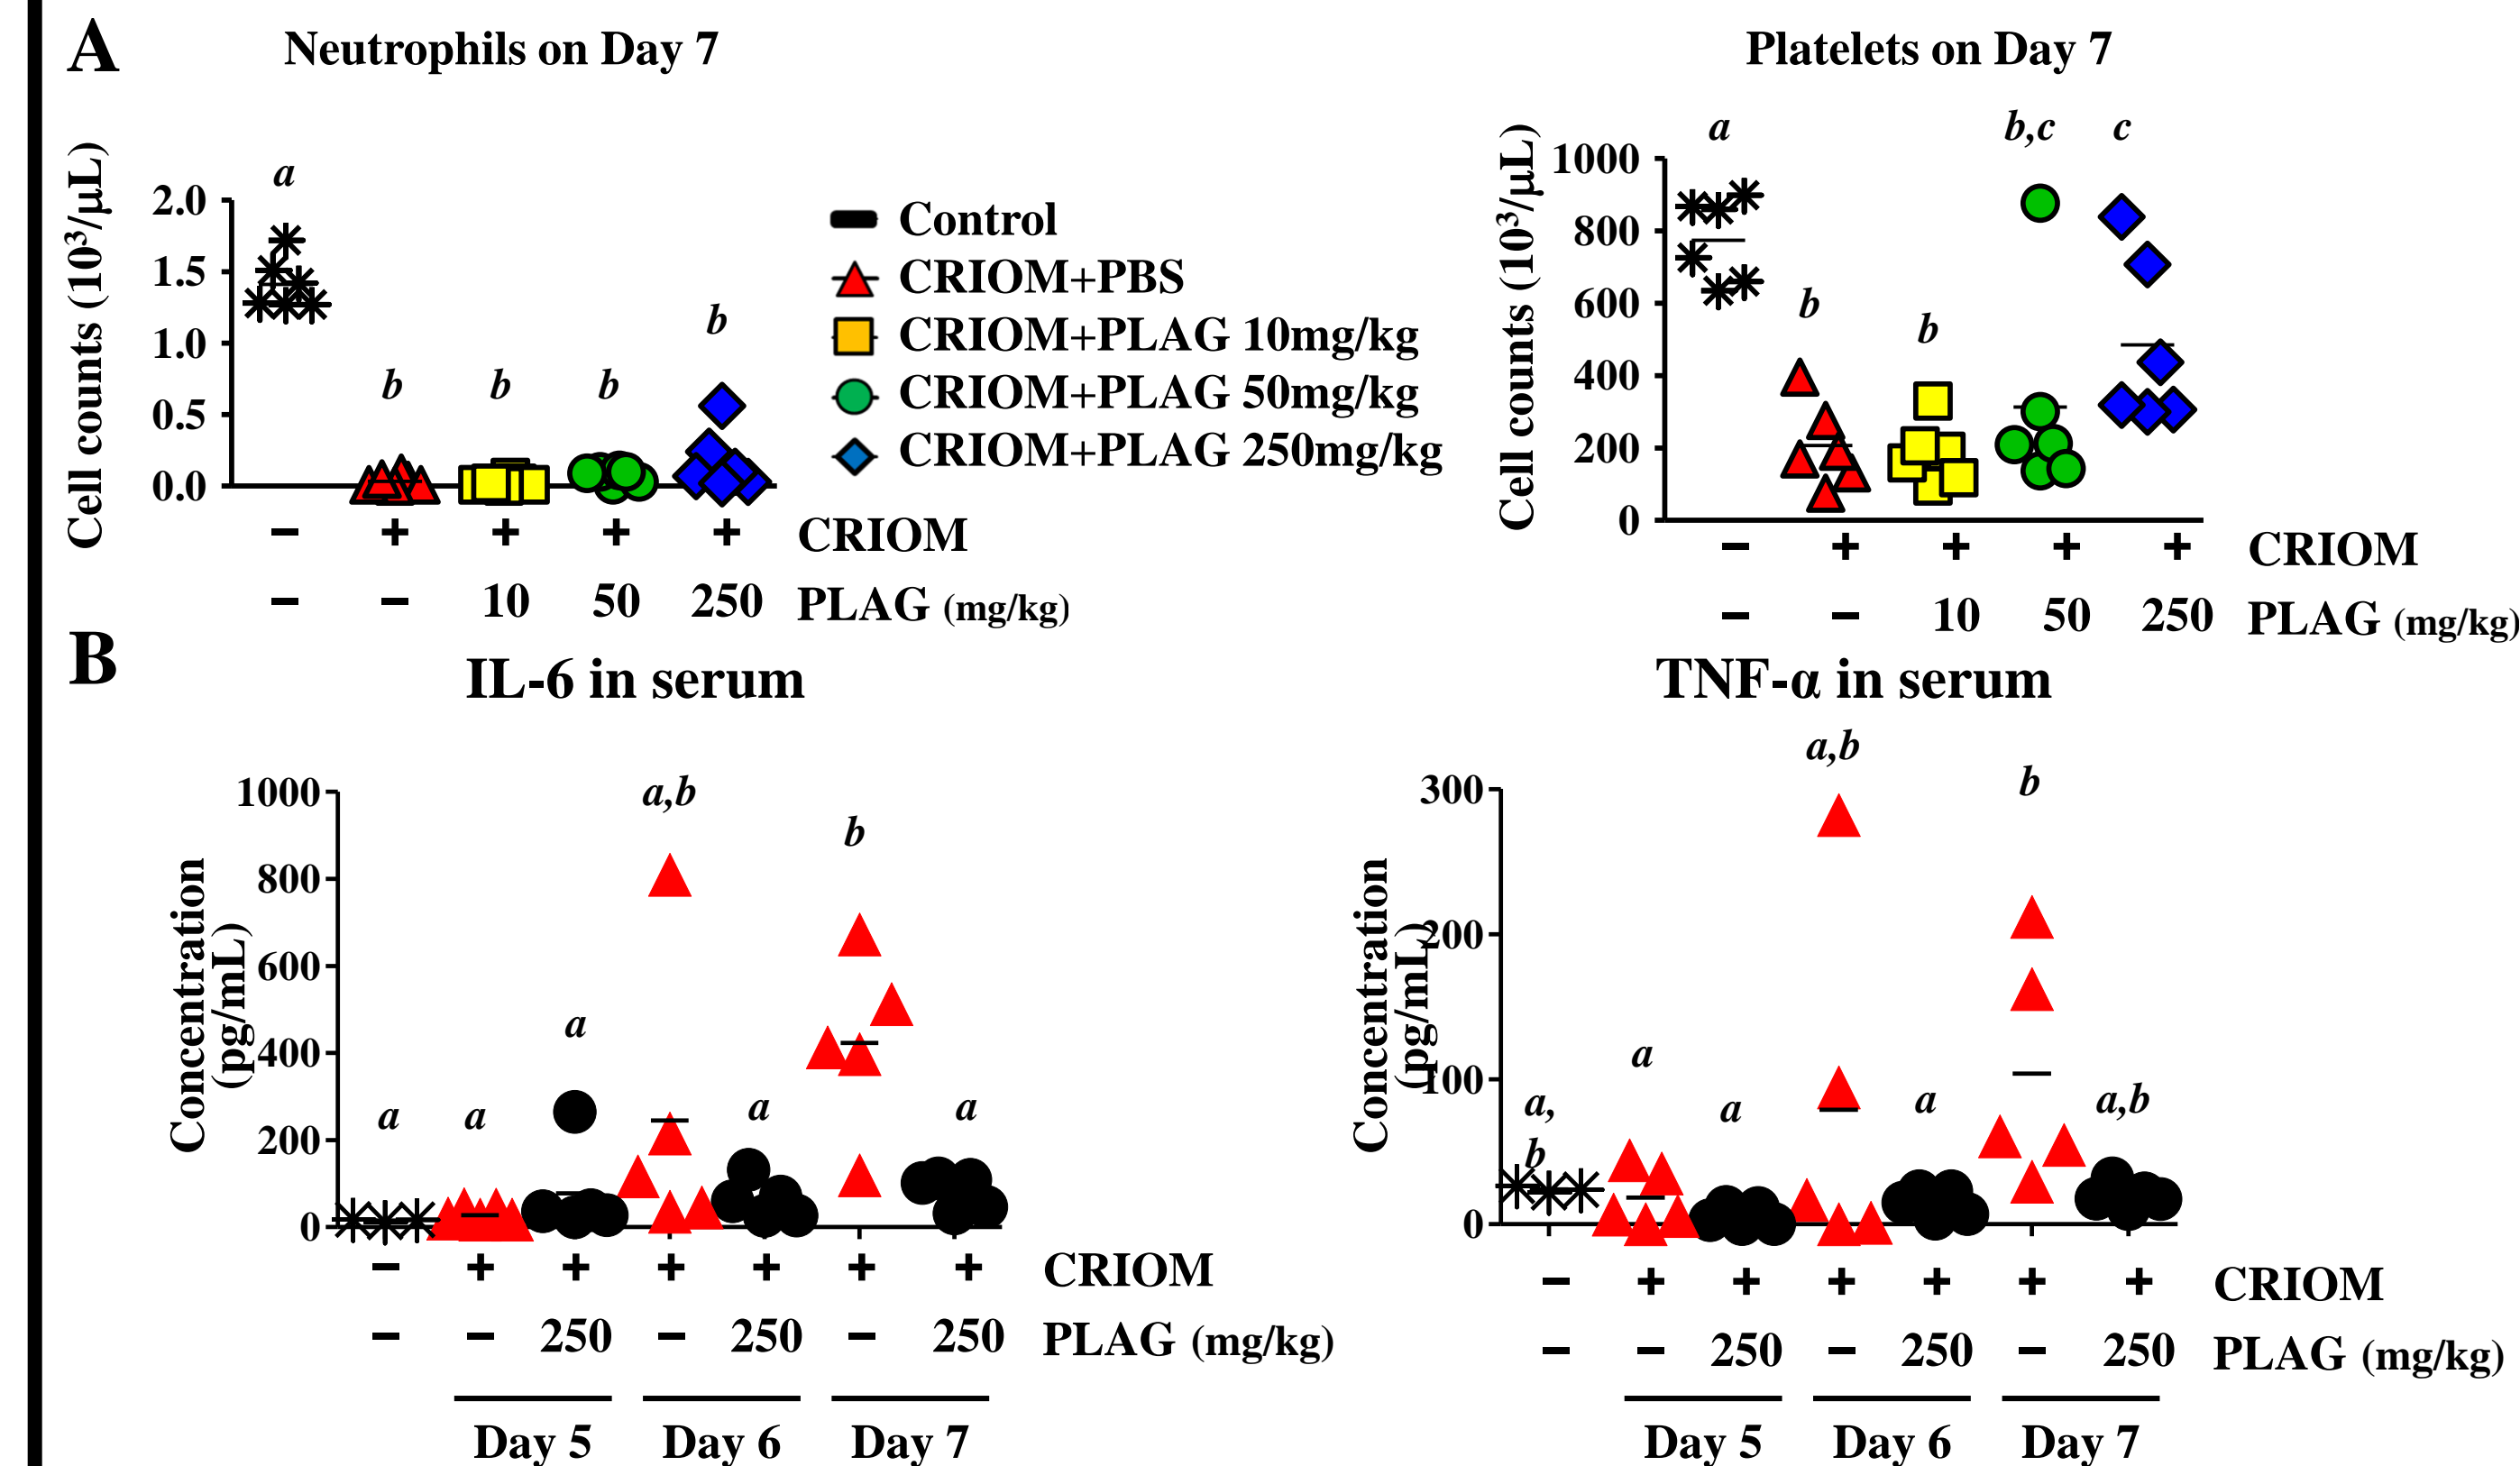 A
Neutrophils on Day 7
Cell counts (10³/μL)
2.0
1.5
1.0
0.5
0.0
a
b
b
b
b
− + + + + CRIOM
− − 10 50 250 PLAG (mg/kg)
Control
CRIOM+PBS
CRIOM+PLAG 10mg/kg
CRIOM+PLAG 50mg/kg
CRIOM+PLAG 250mg/kg
Platelets on Day 7
Cell counts (10³/μL)
1000
800
600
400
200
0
a
b
b
b,c
c
− + + + + CRIOM
− − 10 50 250 PLAG (mg/kg)
B
IL-6 in serum
Concentration
(pg/mL)
1000
800
600
400
200
0
a
a
a
a,b
a
b
a
− + + + + + + CRIOM
− − 250 − 250 − 250 PLAG (mg/kg)
Day 5 Day 6 Day 7
TNF-α in serum
Concentration
(pg/mL)
300
200
100
0
a,
b
a
a
a,b
a
b
a,b
− + + + + + + CRIOM
− − 250 − 250 − 250 PLAG (mg/kg)
Day 5 Day 6 Day 7